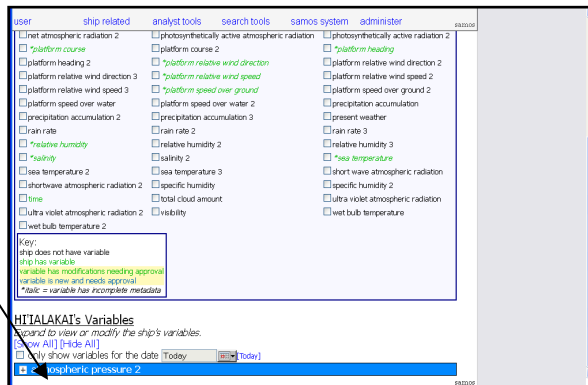 user ship related analyst tools search tools samos system administer samos
net atmospheric radiation 2 photosynthetically active atmospheric radiation photosynthetically active radiation 2
*platform course platform course 2 *platform heading
platform heading 2 *platform relative wind direction platform relative wind direction 2
platform relative wind direction 3 *platform relative wind speed platform relative wind speed 2
platform relative wind speed 3 *platform speed over ground platform speed over ground 2
platform speed over water platform speed over water 2 precipitation accumulation
precipitation accumulation 2 precipitation accumulation 3 present weather
rain rate rain rate 2 rain rate 3
*relative humidity relative humidity 2 relative humidity 3
*salinity salinity 2 *sea temperature
sea temperature 2 sea temperature 3 short wave atmospheric radiation
shortwave atmospheric radiation 2 specific humidity specific humidity 2
time total cloud amount ultra violet atmospheric radiation
ultra violet atmospheric radiation 2 visibility wet bulb temperature
wet bulb temperature 2
Key:
ship does not have variable
ship has variable
variable has modifications needing approval
variable is new and needs approval
*italic = variable has incomplete metadata
HI'IALAKAI's Variables
Expand to view or modify the ship's variables.
[Show All] [Hide All]
Only show variables for the date Today [Today]
+ atmospheric pressure 2
samos